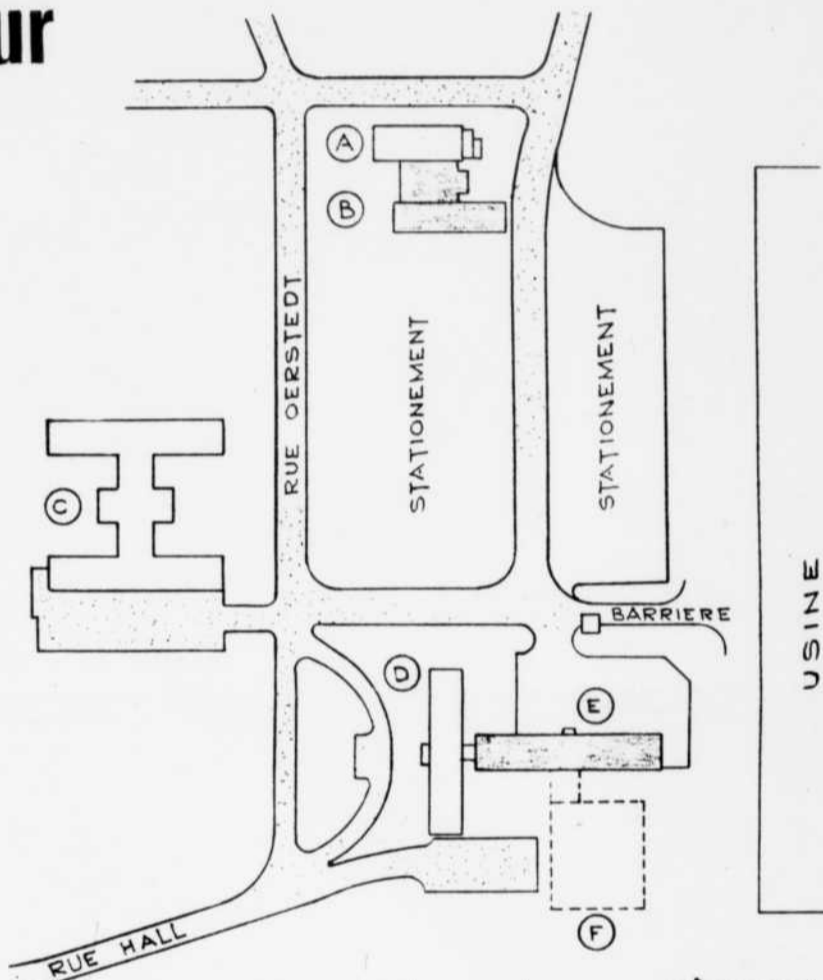 ur
A
B
RUE OERSTEDT
STATIONEMENT
STATIONEMENT
C
BARRIERE
USINE
D
E
F
RUE HALL